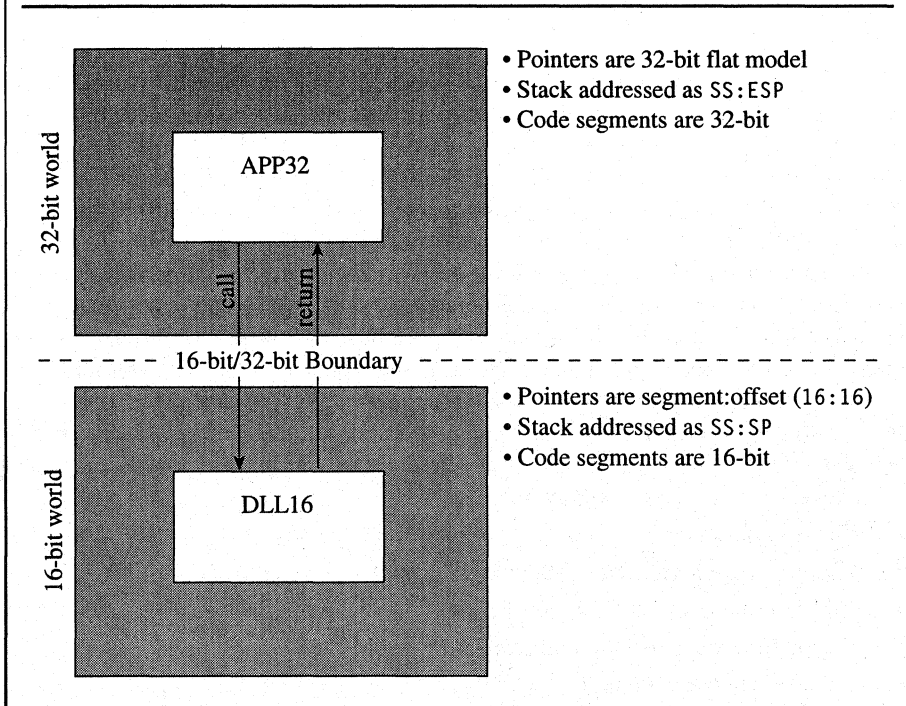 • Pointers are 32-bit flat model
• Stack addressed as SS:ESP
• Code segments are 32-bit
32-bit world
APP32
call
return
16-bit/32-bit Boundary
• Pointers are segment:offset (16:16)
• Stack addressed as SS:SP
• Code segments are 16-bit
16-bit world
DLL16